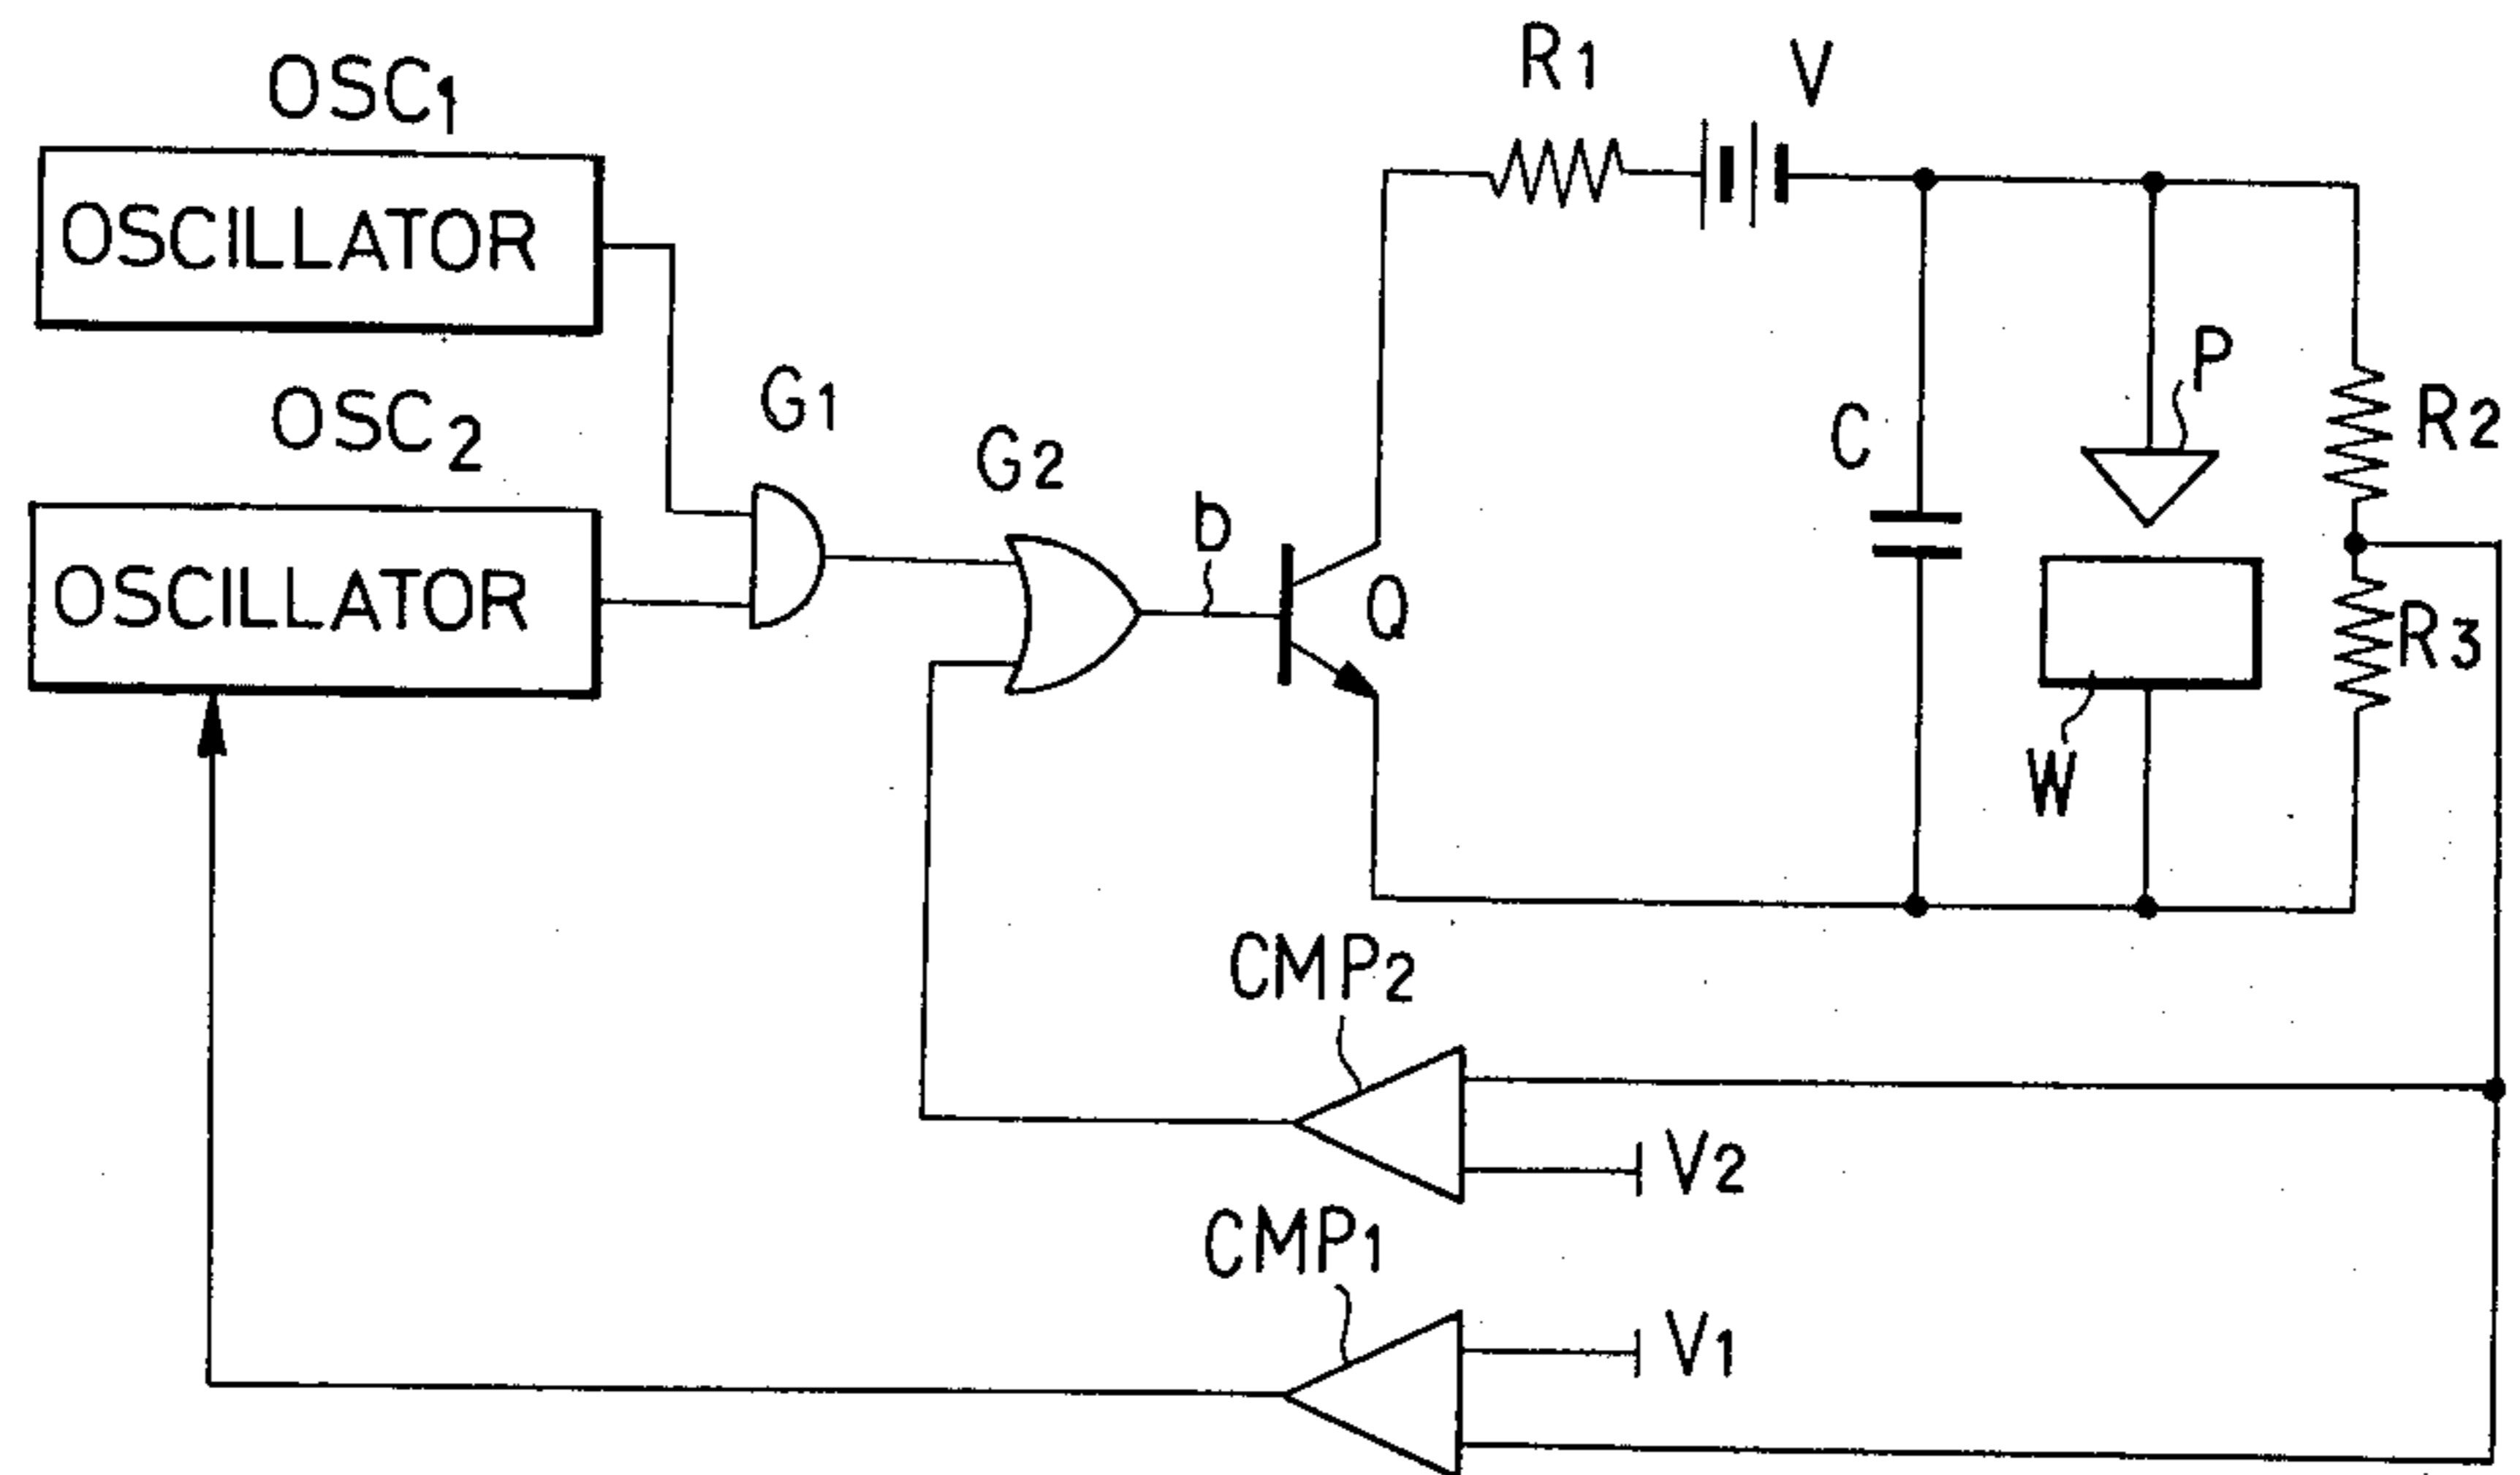 OSC1
OSCILLATOR
OSC2
OSCILLATOR
G1
G2
b
Q
R1
V
C
P
R2
R3
W
CMP2
V2
CMP1
V1